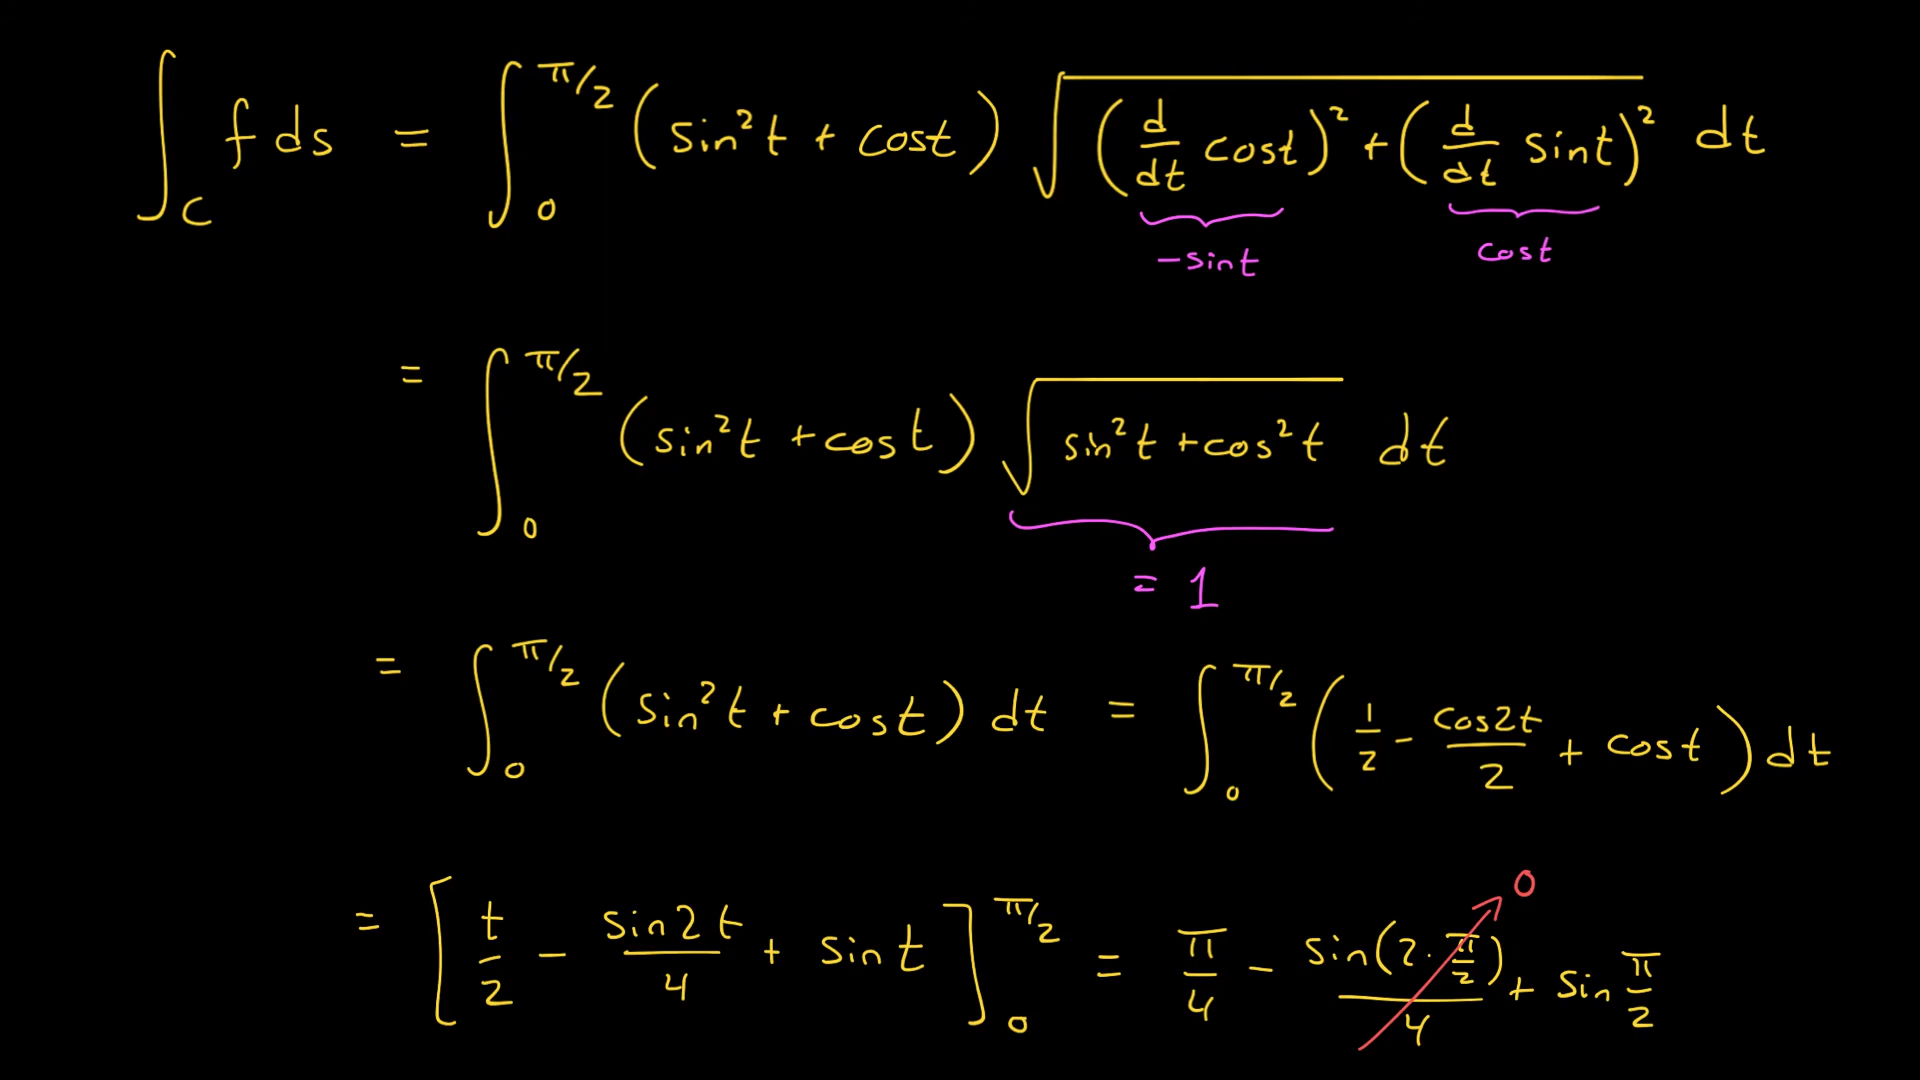 ∫_C f ds = ∫_0^{π/2} (sin²t + cost) √((d/dt cost)² + (d/dt sint)²) dt
-sint cost
= ∫_0^{π/2} (sin²t + cost) √(sin²t + cos²t) dt
= 1
= ∫_0^{π/2} (sin²t + cost) dt = ∫_0^{π/2} (1/2 - cos2t/2 + cost) dt
= [t/2 - sin2t/4 + sint]_0^{π/2} = π/4 - sin(2·π/2)/4 + sin π/2
0